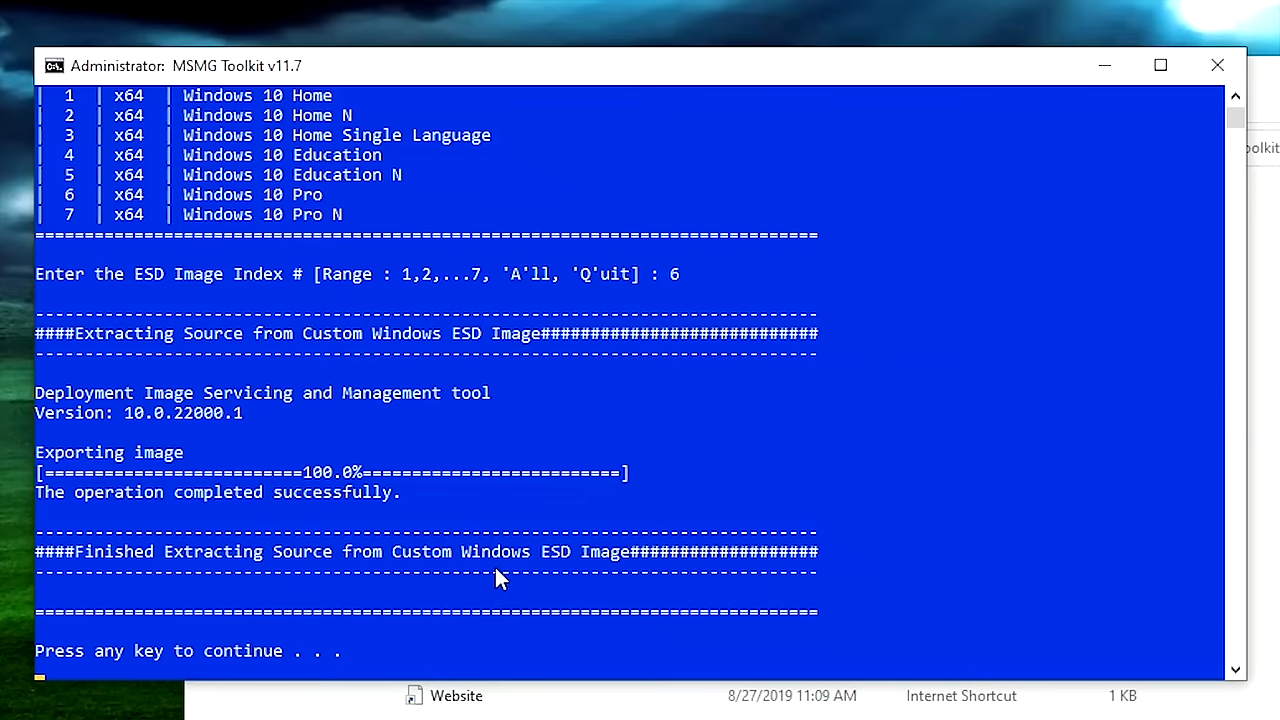 Administrator: MSMG Toolkit v11.7
| 1 | x64 | Windows 10 Home
| 2 | x64 | Windows 10 Home N
| 3 | x64 | Windows 10 Home Single Language
| 4 | x64 | Windows 10 Education
| 5 | x64 | Windows 10 Education N
| 6 | x64 | Windows 10 Pro
| 7 | x64 | Windows 10 Pro N
===============================================================================
Enter the ESD Image Index # [Range : 1,2,...7, 'A'll, 'Q'uit] : 6
-------------------------------------------------------------------------------
####Extracting Source from Custom Windows ESD Image############################
-------------------------------------------------------------------------------
Deployment Image Servicing and Management tool
Version: 10.0.22000.1
Exporting image
[===========================100.0%==========================]
The operation completed successfully.
-------------------------------------------------------------------------------
####Finished Extracting Source from Custom Windows ESD Image###################
-------------------------------------------------------------------------------
===============================================================================
Press any key to continue . . .
oolkit
Website 8/27/2019 11:09 AM Internet Shortcut 1 KB